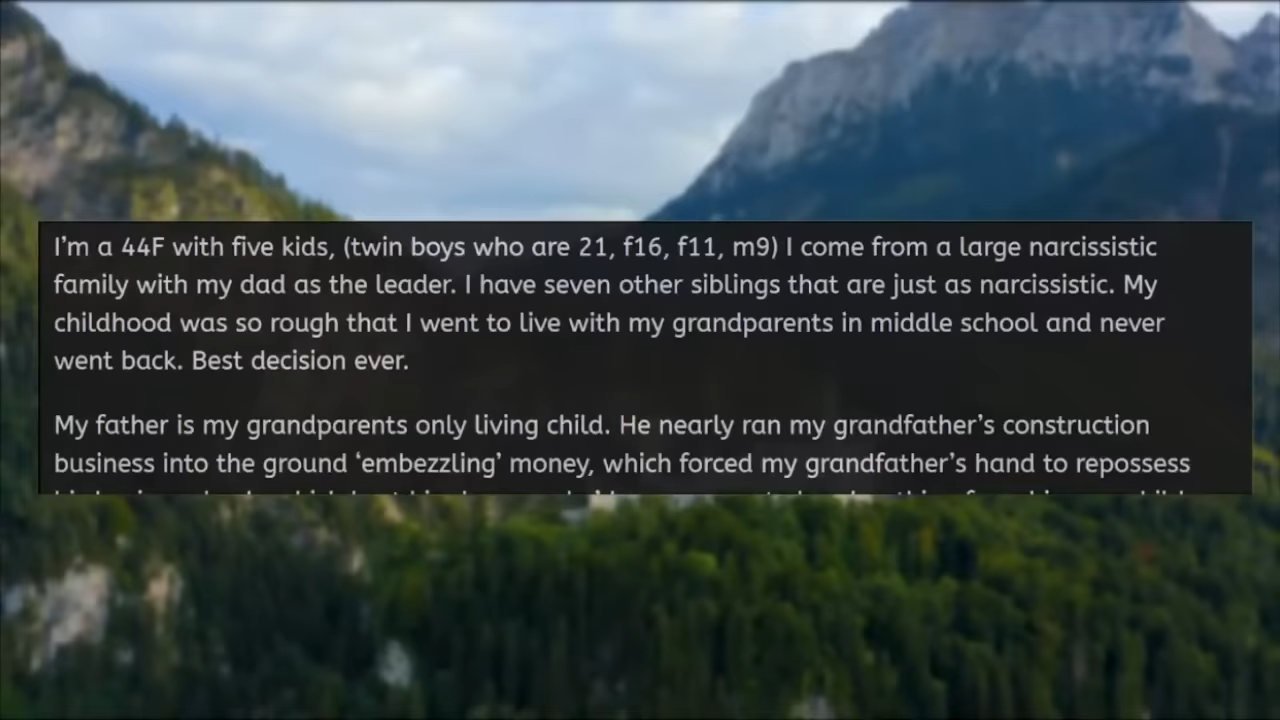 I’m a 44F with five kids, (twin boys who are 21, f16, f11, m9) I come from a large narcissistic
family with my dad as the leader. I have seven other siblings that are just as narcissistic. My
childhood was so rough that I went to live with my grandparents in middle school and never
went back. Best decision ever.
My father is my grandparents only living child. He nearly ran my grandfather’s construction
business into the ground ‘embezzling’ money, which forced my grandfather’s hand to repossess